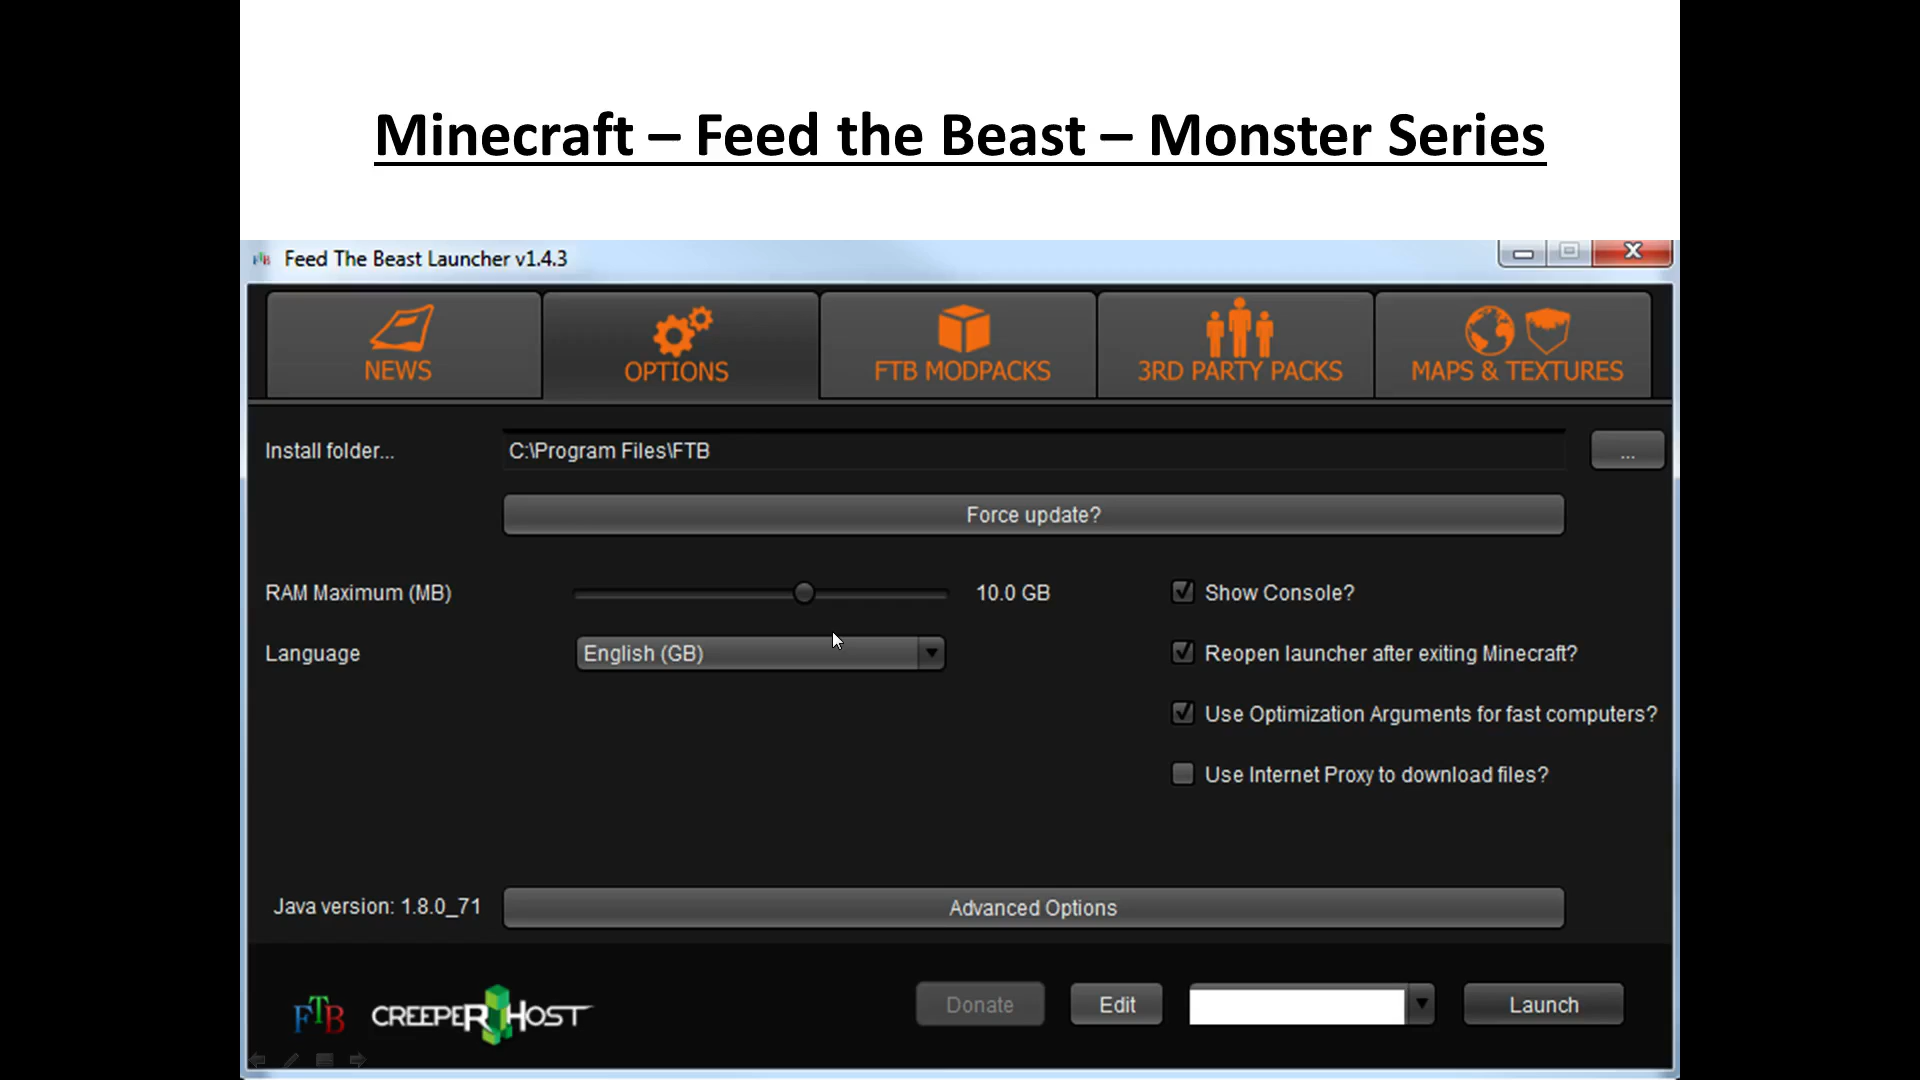 Minecraft – Feed the Beast – Monster Series
FTB Feed The Beast Launcher v1.4.3
NEWS OPTIONS FTB MODPACKS 3RD PARTY PACKS MAPS & TEXTURES
Install folder... C:\Program Files\FTB ...
Force update?
RAM Maximum (MB) 10.0 GB Show Console?
Language English (GB) Reopen launcher after exiting Minecraft?
Use Optimization Arguments for fast computers?
Use Internet Proxy to download files?
Java version: 1.8.0_71 Advanced Options
FTB CREEPERHOST Donate Edit Launch